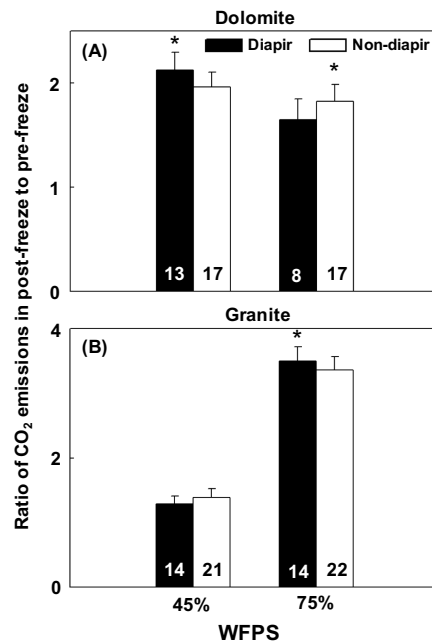 Dolomite
(A)
*
Diapir
Non-diapir
*
2
1
0
13
17
8
17
Ratio of CO₂ emissions in post-freeze to pre-freeze
Granite
(B)
*
4
2
0
14
21
14
22
45%
75%
WFPS